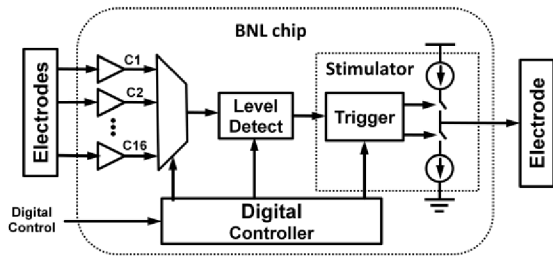 BNL chip
Electrodes
C1
C2
C16
Level
Detect
Stimulator
Trigger
Electrode
Digital
Control
Digital
Controller